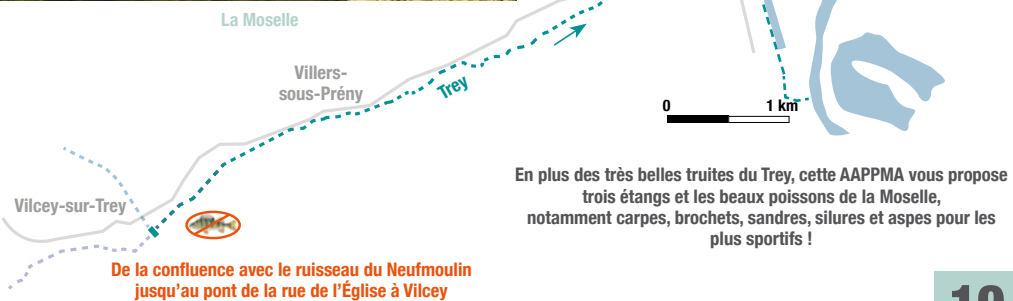 La Moselle
Villers-
sous-Prény
Trey
0 1 km
En plus des très belles truites du Trey, cette AAPPMA vous propose
trois étangs et les beaux poissons de la Moselle,
notamment carpes, brochets, sandres, silures et aspes pour les
plus sportifs !
Vilcey-sur-Trey
De la confluence avec le ruisseau du Neufmoulin
jusqu'au pont de la rue de l'Église à Vilcey
19